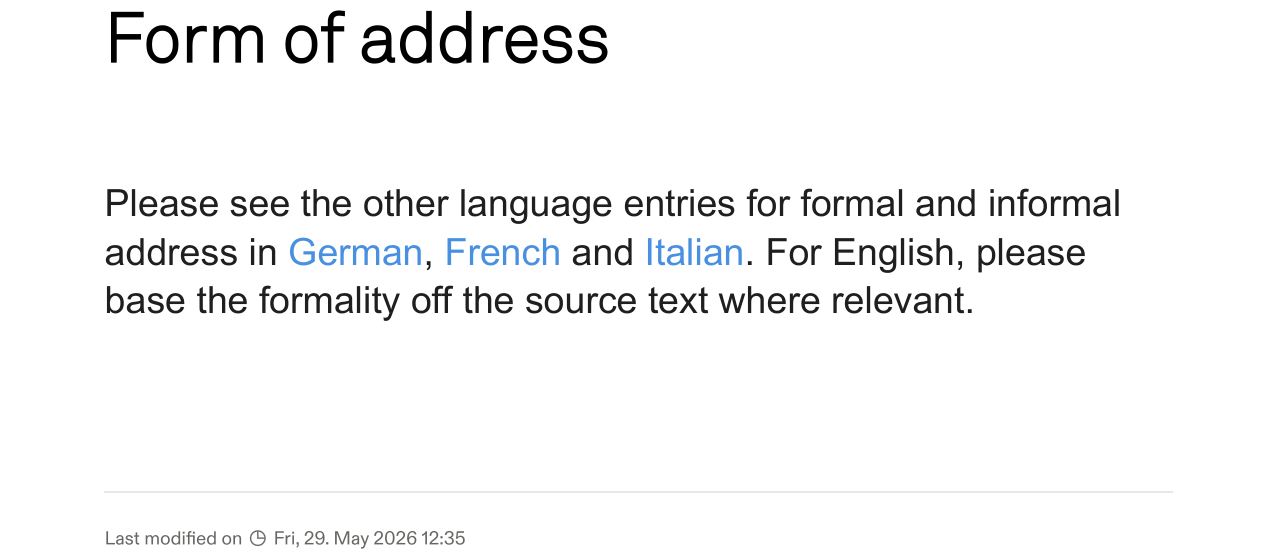 Form of address
Please see the other language entries for formal and informal
address in German, French and Italian. For English, please
base the formality off the source text where relevant.
Last modified on Fri, 29. May 2026 12:35